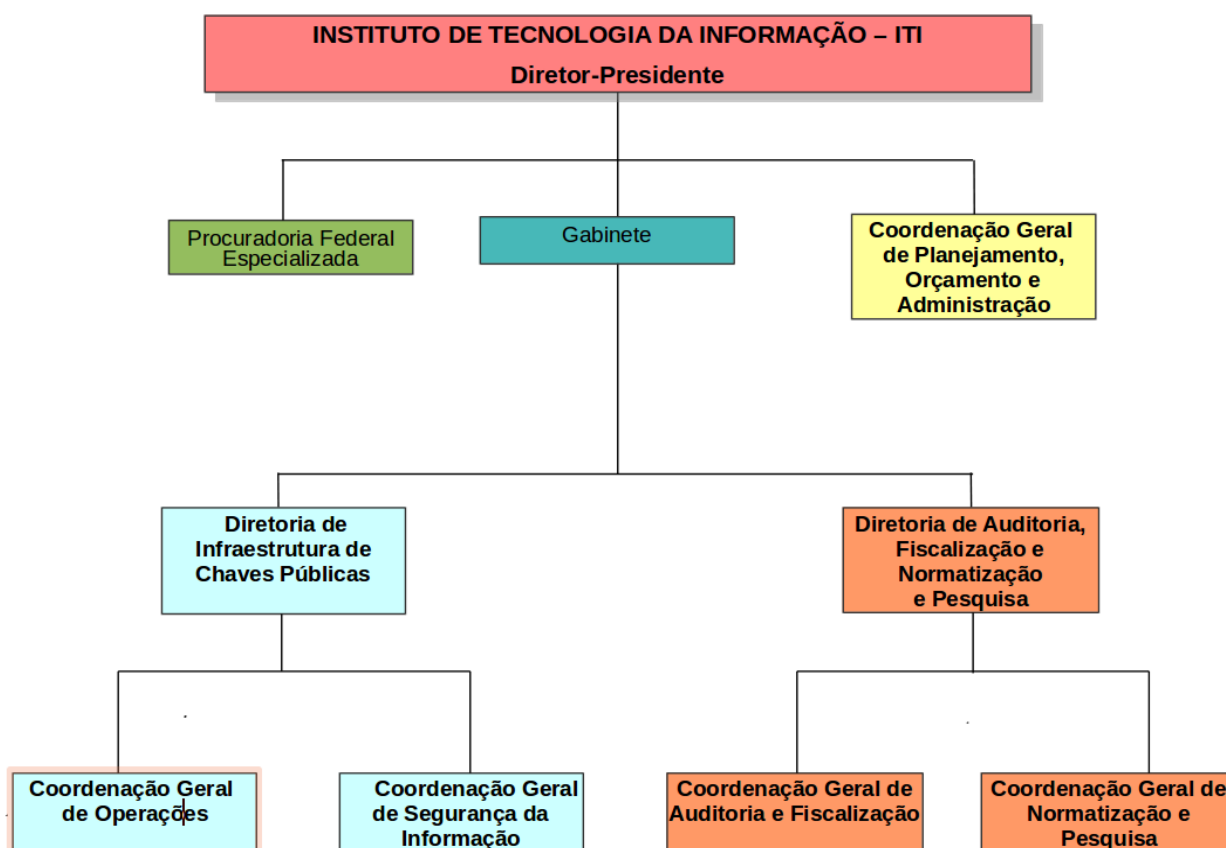 INSTITUTO DE TECNOLOGIA DA INFORMAÇÃO – ITI
Diretor-Presidente
Procuradoria Federal
Especializada
Gabinete
Coordenação Geral
de Planejamento,
Orçamento e
Administração
Diretoria de
Infraestrutura de
Chaves Públicas
Diretoria de Auditoria,
Fiscalização e
Normatização
e Pesquisa
Coordenação Geral
de Operações
Coordenação Geral
de Segurança da
Informação
Coordenação Geral de
Auditoria e Fiscalização
Coordenação Geral de
Normatização e
Pesquisa